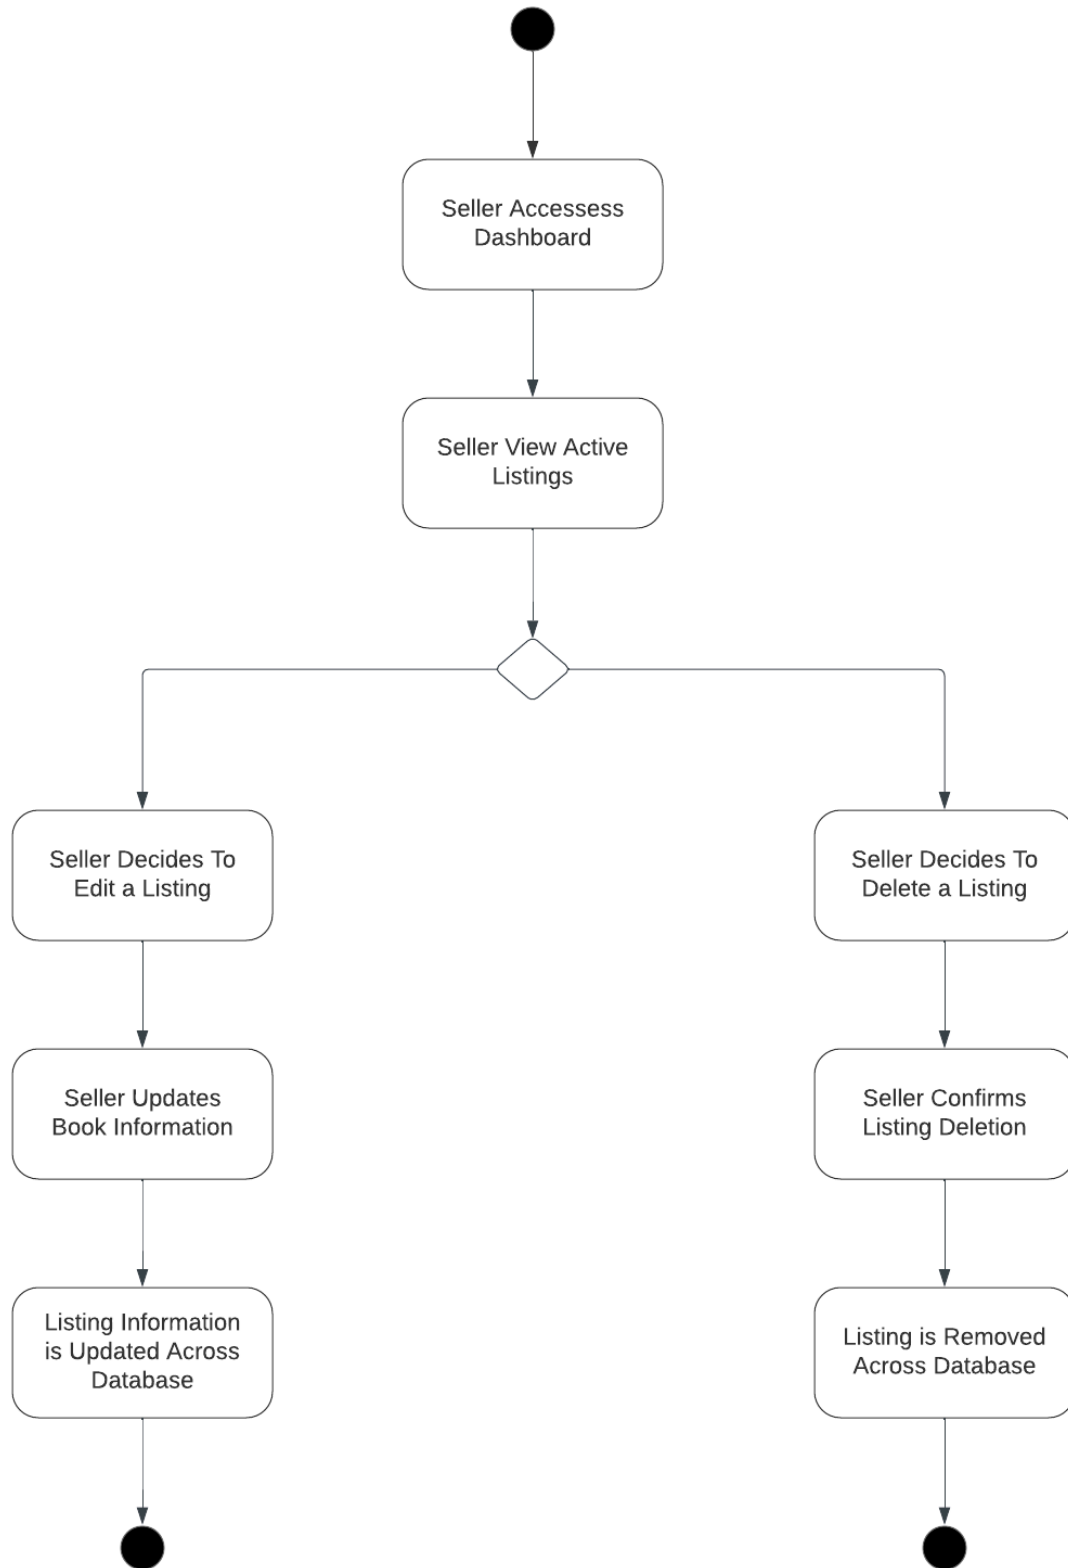 Seller Accessess
Dashboard
Seller View Active
Listings
Seller Decides To
Edit a Listing
Seller Decides To
Delete a Listing
Seller Updates
Book Information
Seller Confirms
Listing Deletion
Listing Information
is Updated Across
Database
Listing is Removed
Across Database